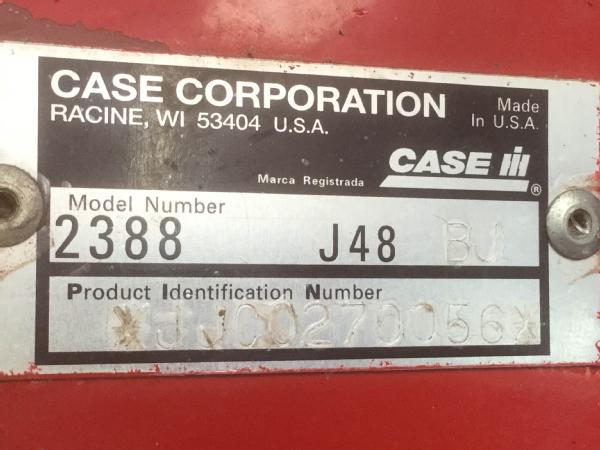 CASE CORPORATION
RACINE, WI 53404 U.S.A.
Made
In U.S.A.
CASE IH
Marca Registrada
®
Model Number
2388 J48 BJ
Product Identification Number
*JJC0270056*